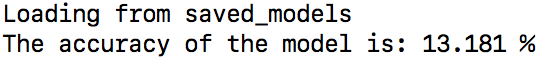 Loading from saved_models
The accuracy of the model is: 13.181 %